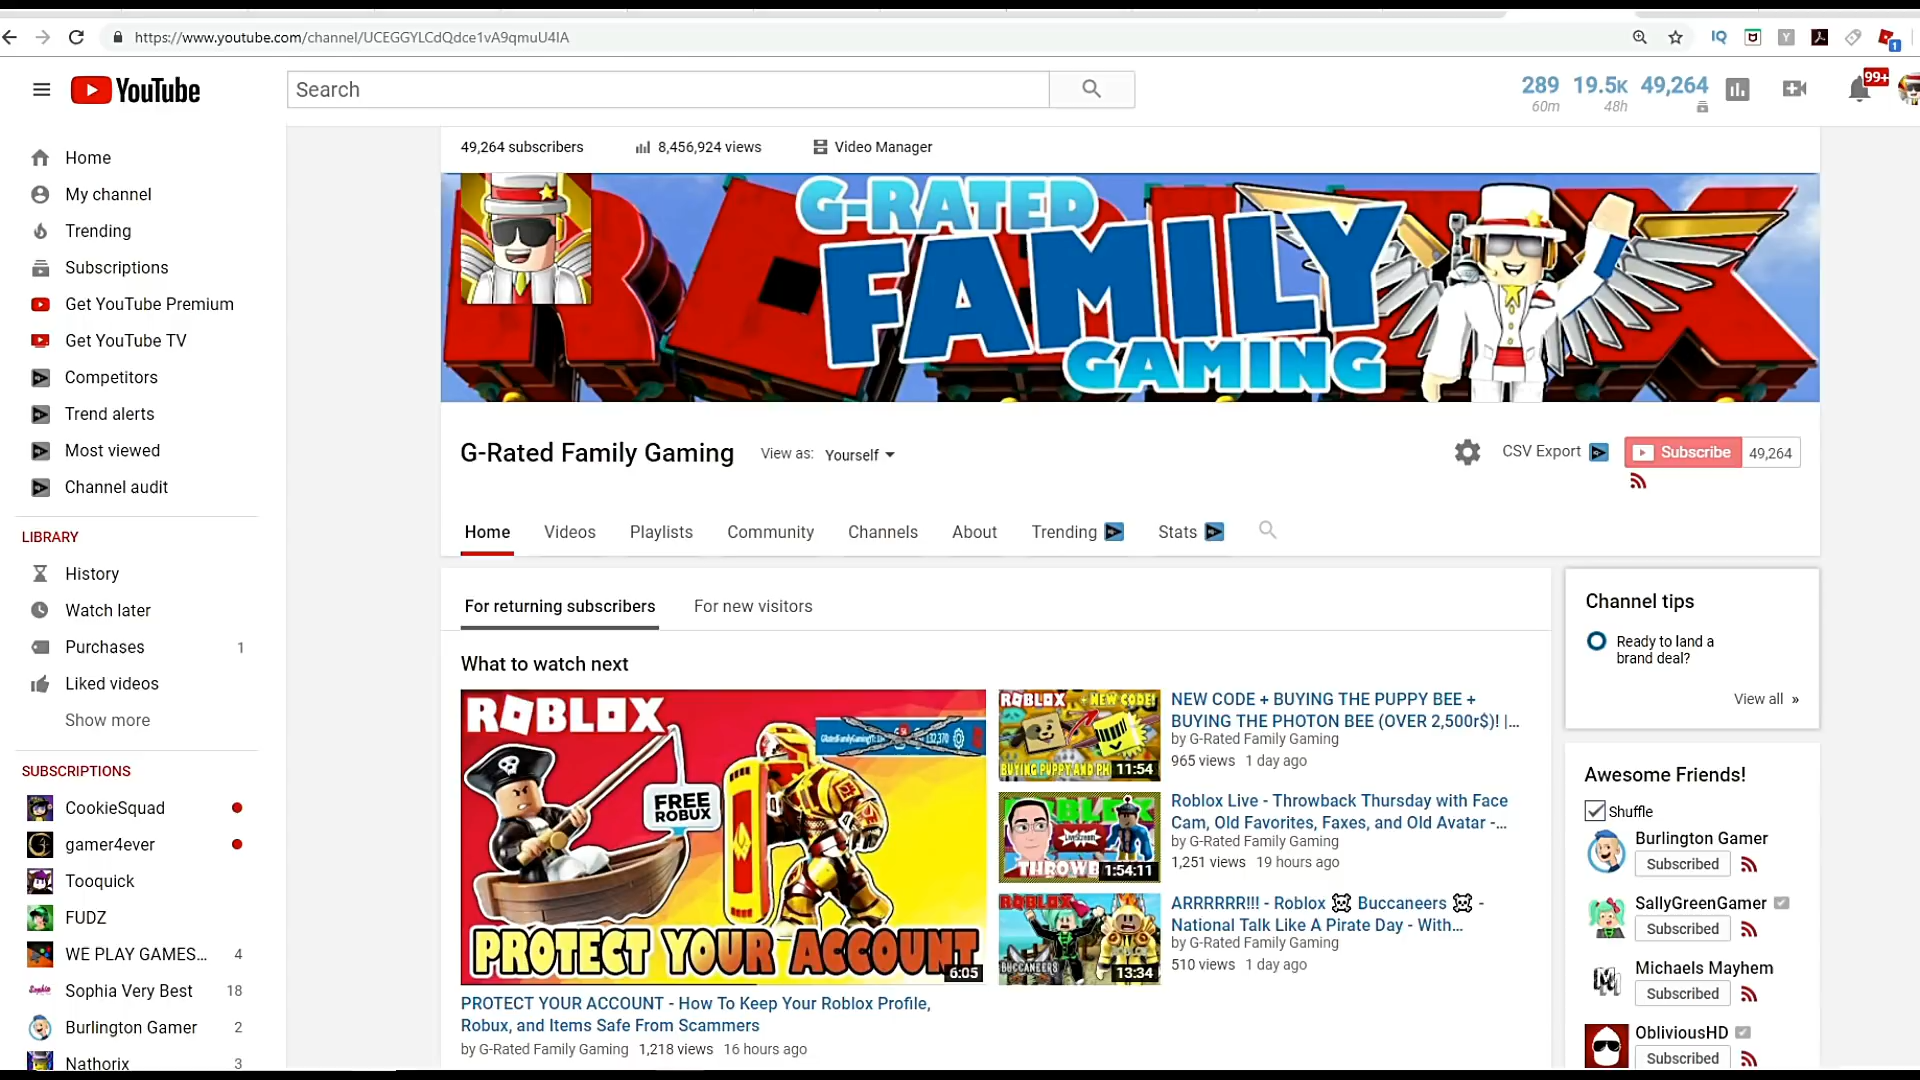 https://www.youtube.com/channel/UCEGGYLCdQdce1vA9qmuU4IA
IQ
Y
1
YouTube
Search
289 19.5K 49,264
60m 48h
99+
49,264 subscribers 8,456,924 views Video Manager
Home
My channel
Trending
Subscriptions
Get YouTube Premium
Get YouTube TV
Competitors
Trend alerts
Most viewed
Channel audit
LIBRARY
History
Watch later
Purchases 1
Liked videos
Show more
SUBSCRIPTIONS
CookieSquad
gamer4ever
Tooquick
FUDZ
WE PLAY GAMES... 4
Sophia Very Best 18
Burlington Gamer 2
Nathorix 3
G-RATED
FAMILY
GAMING
G-Rated Family Gaming View as: Yourself
CSV Export Subscribe 49,264
Home Videos Playlists Community Channels About Trending Stats
For returning subscribers For new visitors
What to watch next
ROBLOX
FREE
ROBUX
PROTECT YOUR ACCOUNT
6:05
PROTECT YOUR ACCOUNT - How To Keep Your Roblox Profile,
Robux, and Items Safe From Scammers
by G-Rated Family Gaming 1,218 views 16 hours ago
ROBLOX + NEW CODE!
BUYING PUPPY AND PH
11:54
NEW CODE + BUYING THE PUPPY BEE +
BUYING THE PHOTON BEE (OVER 2,500r$)! |...
by G-Rated Family Gaming
965 views 1 day ago
THROWB
1:54:11
Roblox Live - Throwback Thursday with Face
Cam, Old Favorites, Faxes, and Old Avatar -...
by G-Rated Family Gaming
1,251 views 19 hours ago
ROBLOX
BUCCANEERS
13:34
ARRRRRR!!! - Roblox ☠ Buccaneers ☠ -
National Talk Like A Pirate Day - With...
by G-Rated Family Gaming
510 views 1 day ago
Channel tips
Ready to land a
brand deal?
View all »
Awesome Friends!
Shuffle
Burlington Gamer
Subscribed
SallyGreenGamer
Subscribed
Michaels Mayhem
Subscribed
ObliviousHD
Subscribed